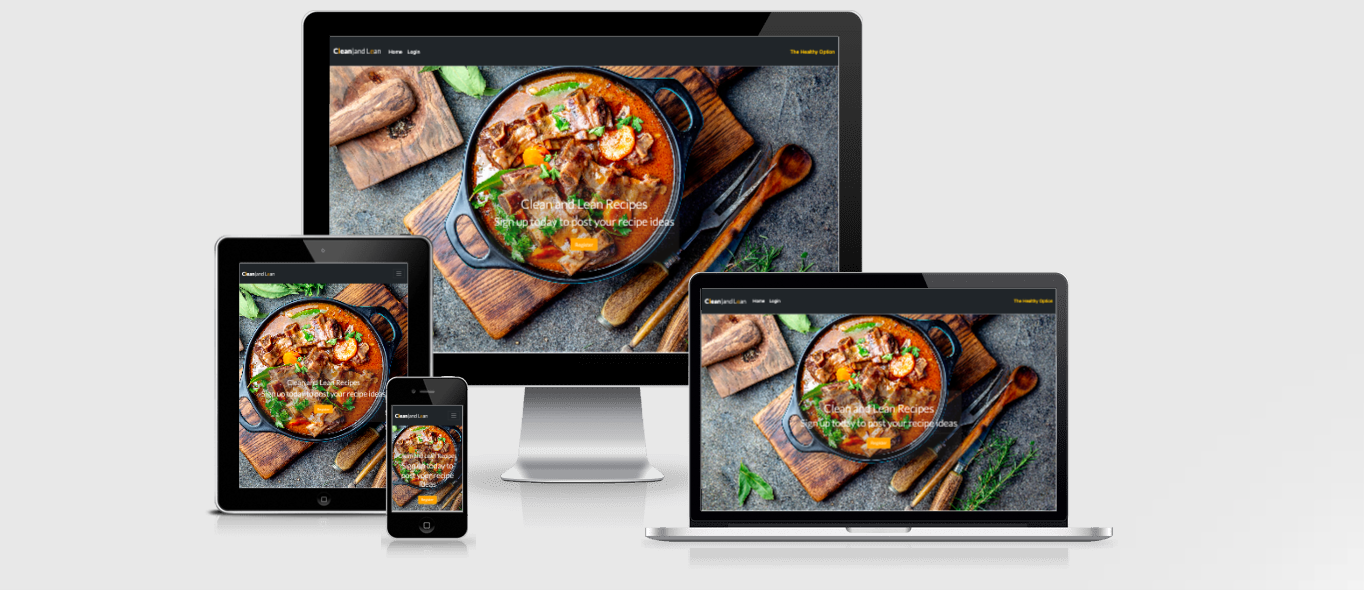 Clean|and Lean Home Login The Healthy Option
Clean and Lean Recipes
Sign up today to post your recipe ideas
Register
Clean|and Lean
Clean and Lean Recipes
Sign up today to post your recipe ideas
Register
Clean|and Lean
Clean and Lean Recipes
Sign up today to
post your recipe
ideas
Register
Clean|and Lean Home Login The Healthy Option
Clean and Lean Recipes
Sign up today to post your recipe ideas
Register